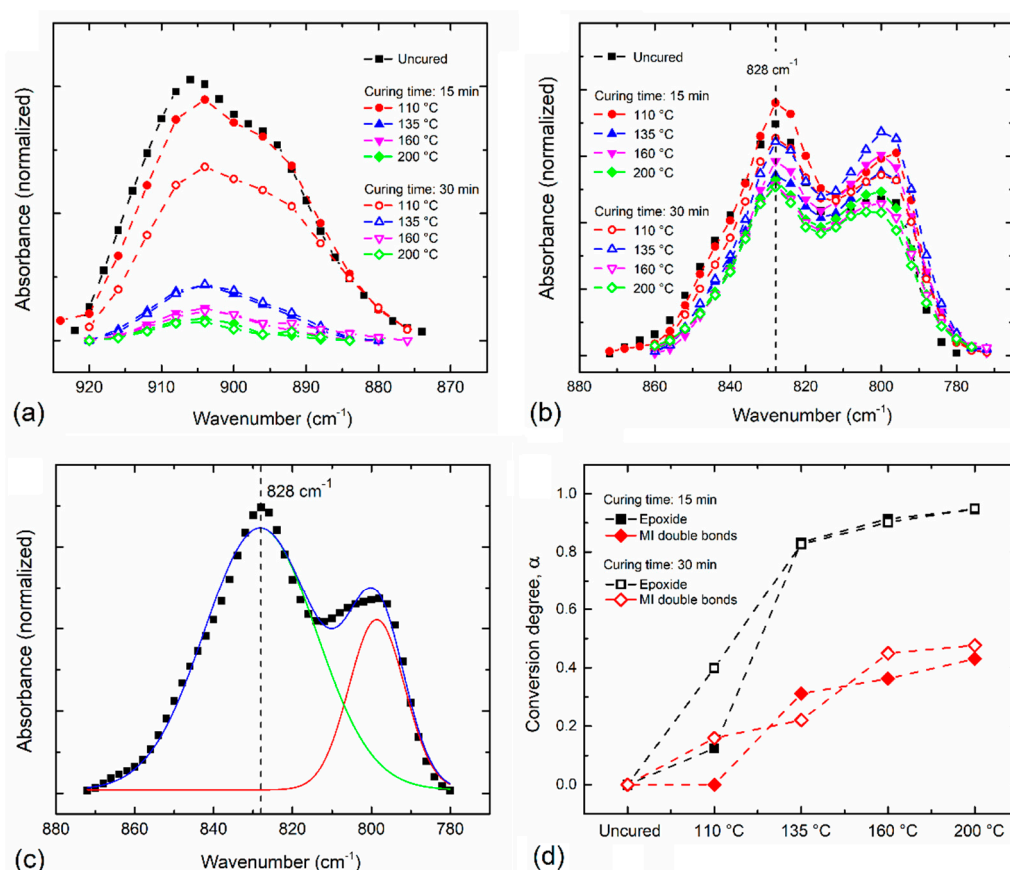 Absorbance (normalized)
Uncured
Curing time: 15 min
110 °C
135 °C
160 °C
200 °C
Curing time: 30 min
110 °C
135 °C
160 °C
200 °C
920 910 900 890 880 870
Wavenumber (cm⁻¹)
(a)
Absorbance (normalized)
Uncured
828 cm⁻¹
Curing time: 15 min
110 °C
135 °C
160 °C
200 °C
Curing time: 30 min
110 °C
135 °C
160 °C
200 °C
880 860 840 820 800 780
Wavenumber (cm⁻¹)
(b)
Absorbance (normalized)
828 cm⁻¹
880 860 840 820 800 780
Wavenumber (cm⁻¹)
(c)
Conversion degree, α
1.0
0.8
0.6
0.4
0.2
0.0
Curing time: 15 min
Epoxide
MI double bonds
Curing time: 30 min
Epoxide
MI double bonds
Uncured 110 °C 135 °C 160 °C 200 °C
(d)